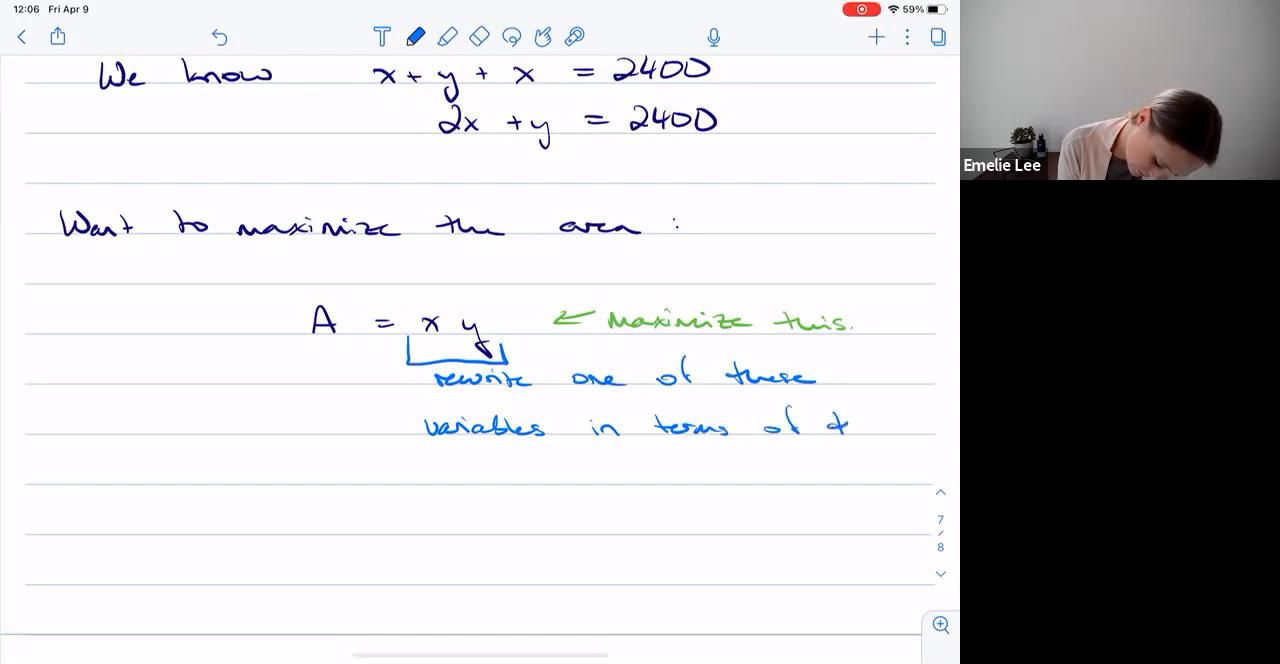 12:06 Fri Apr 9
59%
We know x + y + x = 2400
2x + y = 2400
Want to maximize the area :
A = x y ← Maximize this.
rewrite one of these
variables in terms of
7
/
8
Emelie Lee